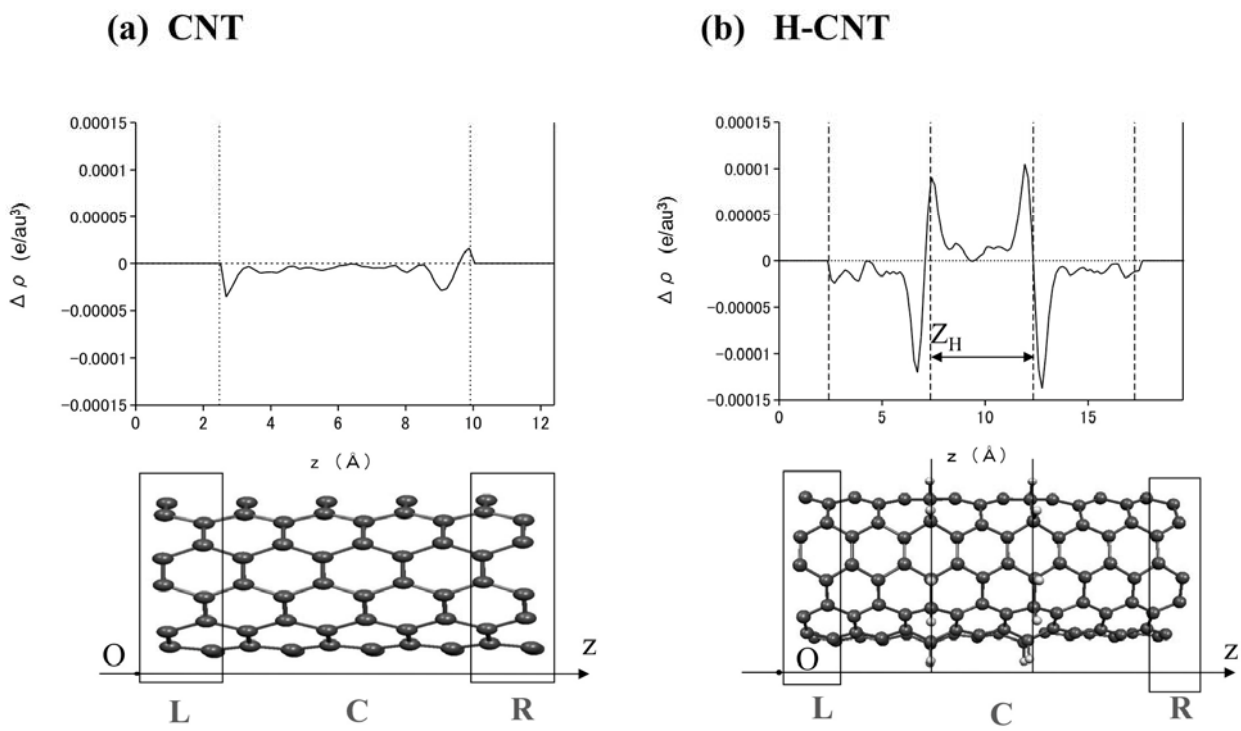 (a) CNT
0.00015
0.0001
0.00005
0
−0.00005
−0.0001
−0.00015
Δρ (e/au³)
0 2 4 6 8 10 12
z (Å)
O
z
L C R
(b) H-CNT
0.00015
0.0001
0.00005
0
−0.00005
−0.0001
−0.00015
Δρ (e/au³)
Z_H
0 5 10 15
z (Å)
O
z
L C R